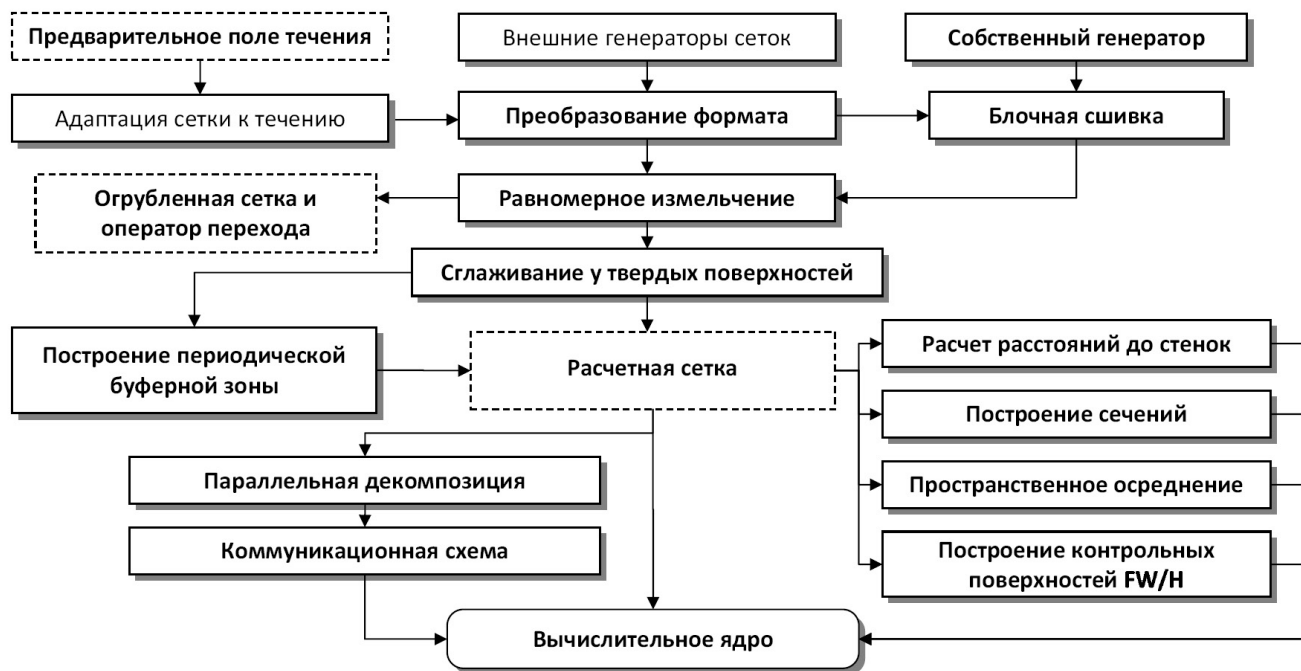 Предварительное поле течения
Внешние генераторы сеток
Собственный генератор
Адаптация сетки к течению
Преобразование формата
Блочная сшивка
Огрубленная сетка и
оператор перехода
Равномерное измельчение
Сглаживание у твердых поверхностей
Построение периодической
буферной зоны
Расчетная сетка
Расчет расстояний до стенок
Построение сечений
Параллельная декомпозиция
Пространственное осреднение
Коммуникационная схема
Построение контрольных
поверхностей FW/H
Вычислительное ядро